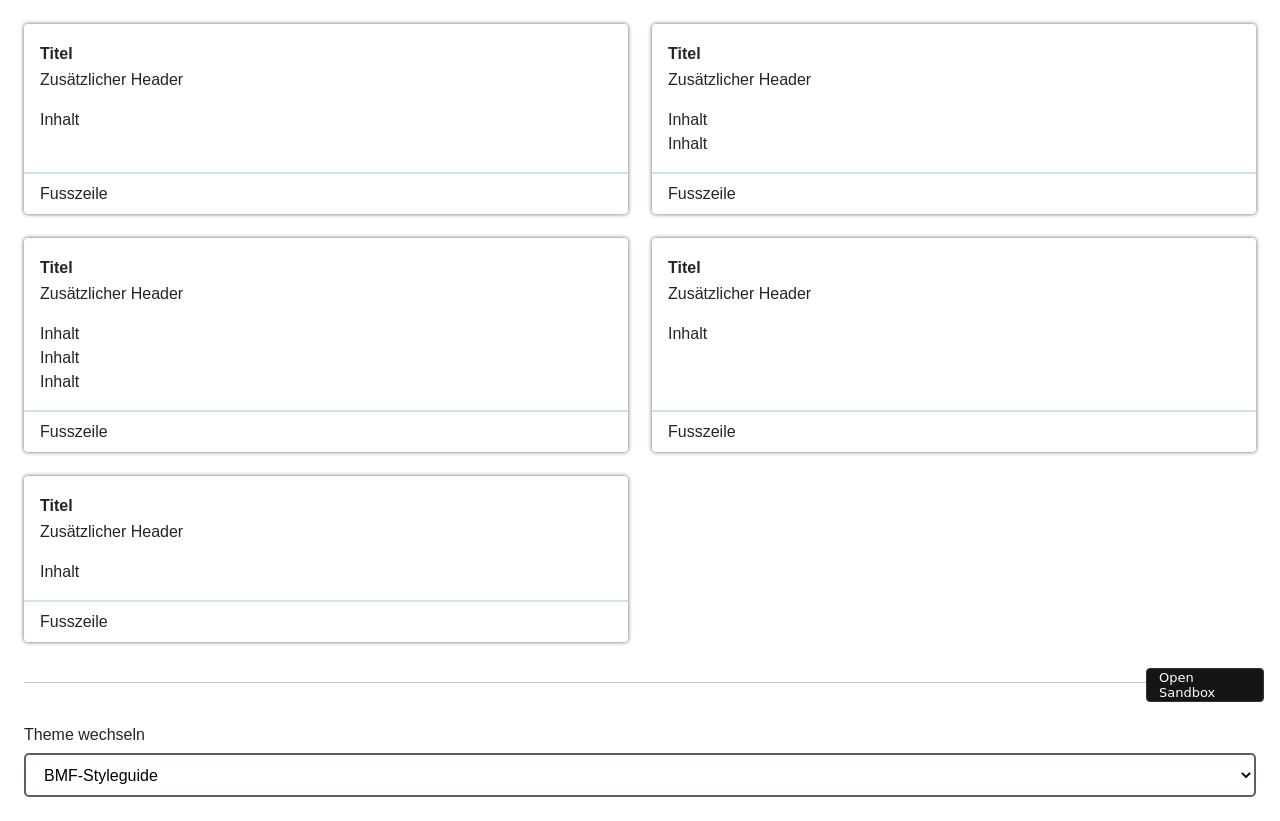 Titel
Zusätzlicher Header
Inhalt
Fusszeile
Titel
Zusätzlicher Header
Inhalt
Inhalt
Fusszeile
Titel
Zusätzlicher Header
Inhalt
Inhalt
Inhalt
Fusszeile
Titel
Zusätzlicher Header
Inhalt
Fusszeile
Titel
Zusätzlicher Header
Inhalt
Fusszeile
Open
Sandbox
Theme wechseln
BMF-Styleguide